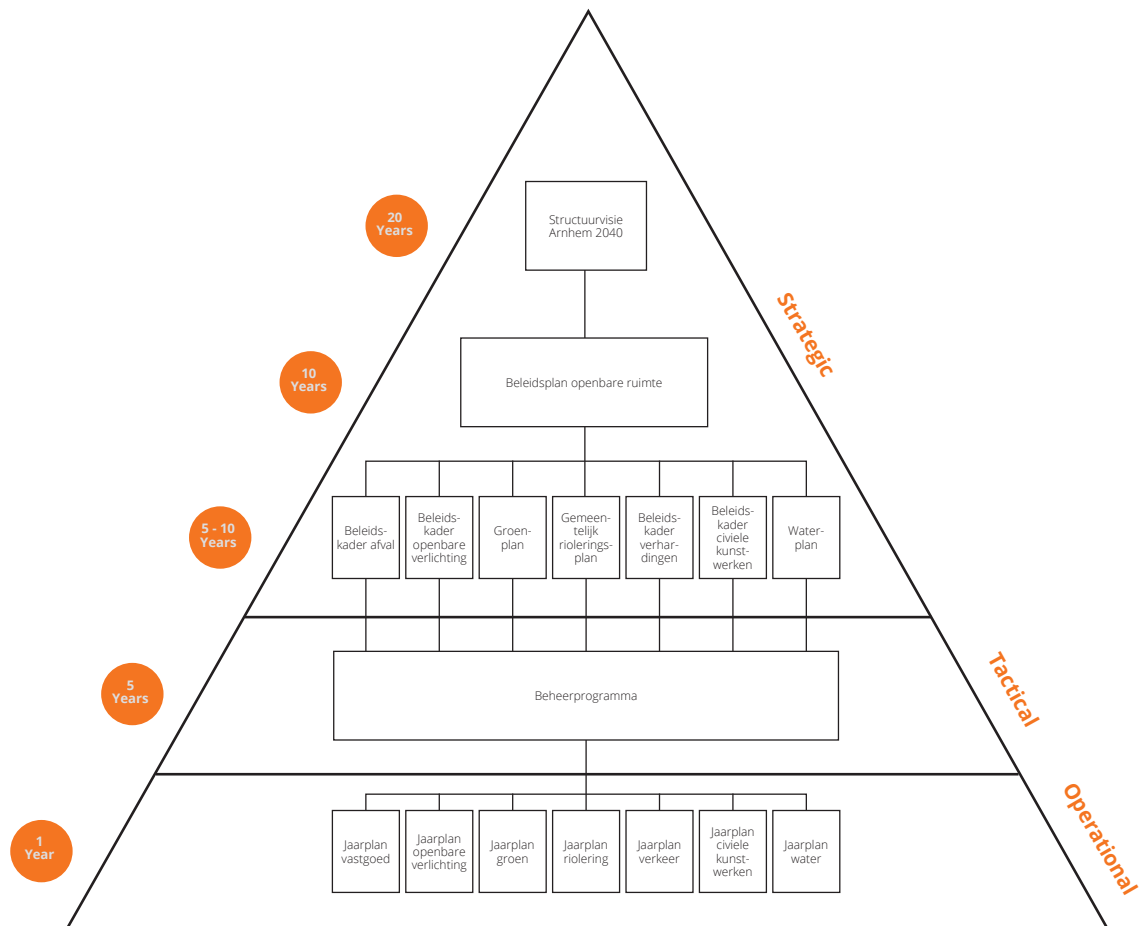 20
Years
Structuurvisie
Arnhem 2040
Strategic
10
Years
Beleidsplan openbare ruimte
5 - 10
Years
Beleids-
kader afval
Beleids-
kader
openbare
verlichting
Groen-
plan
Gemeen-
telijk
riolerings-
plan
Beleids-
kader
verhar-
dingen
Beleids-
kader
civiele
kunst-
werken
Water-
plan
5
Years
Beheerprogramma
Tactical
1
Year
Jaarplan
vastgoed
Jaarplan
openbare
verlichting
Jaarplan
groen
Jaarplan
riolering
Jaarplan
verkeer
Jaarplan
civiele
kunst-
werken
Jaarplan
water
Operational